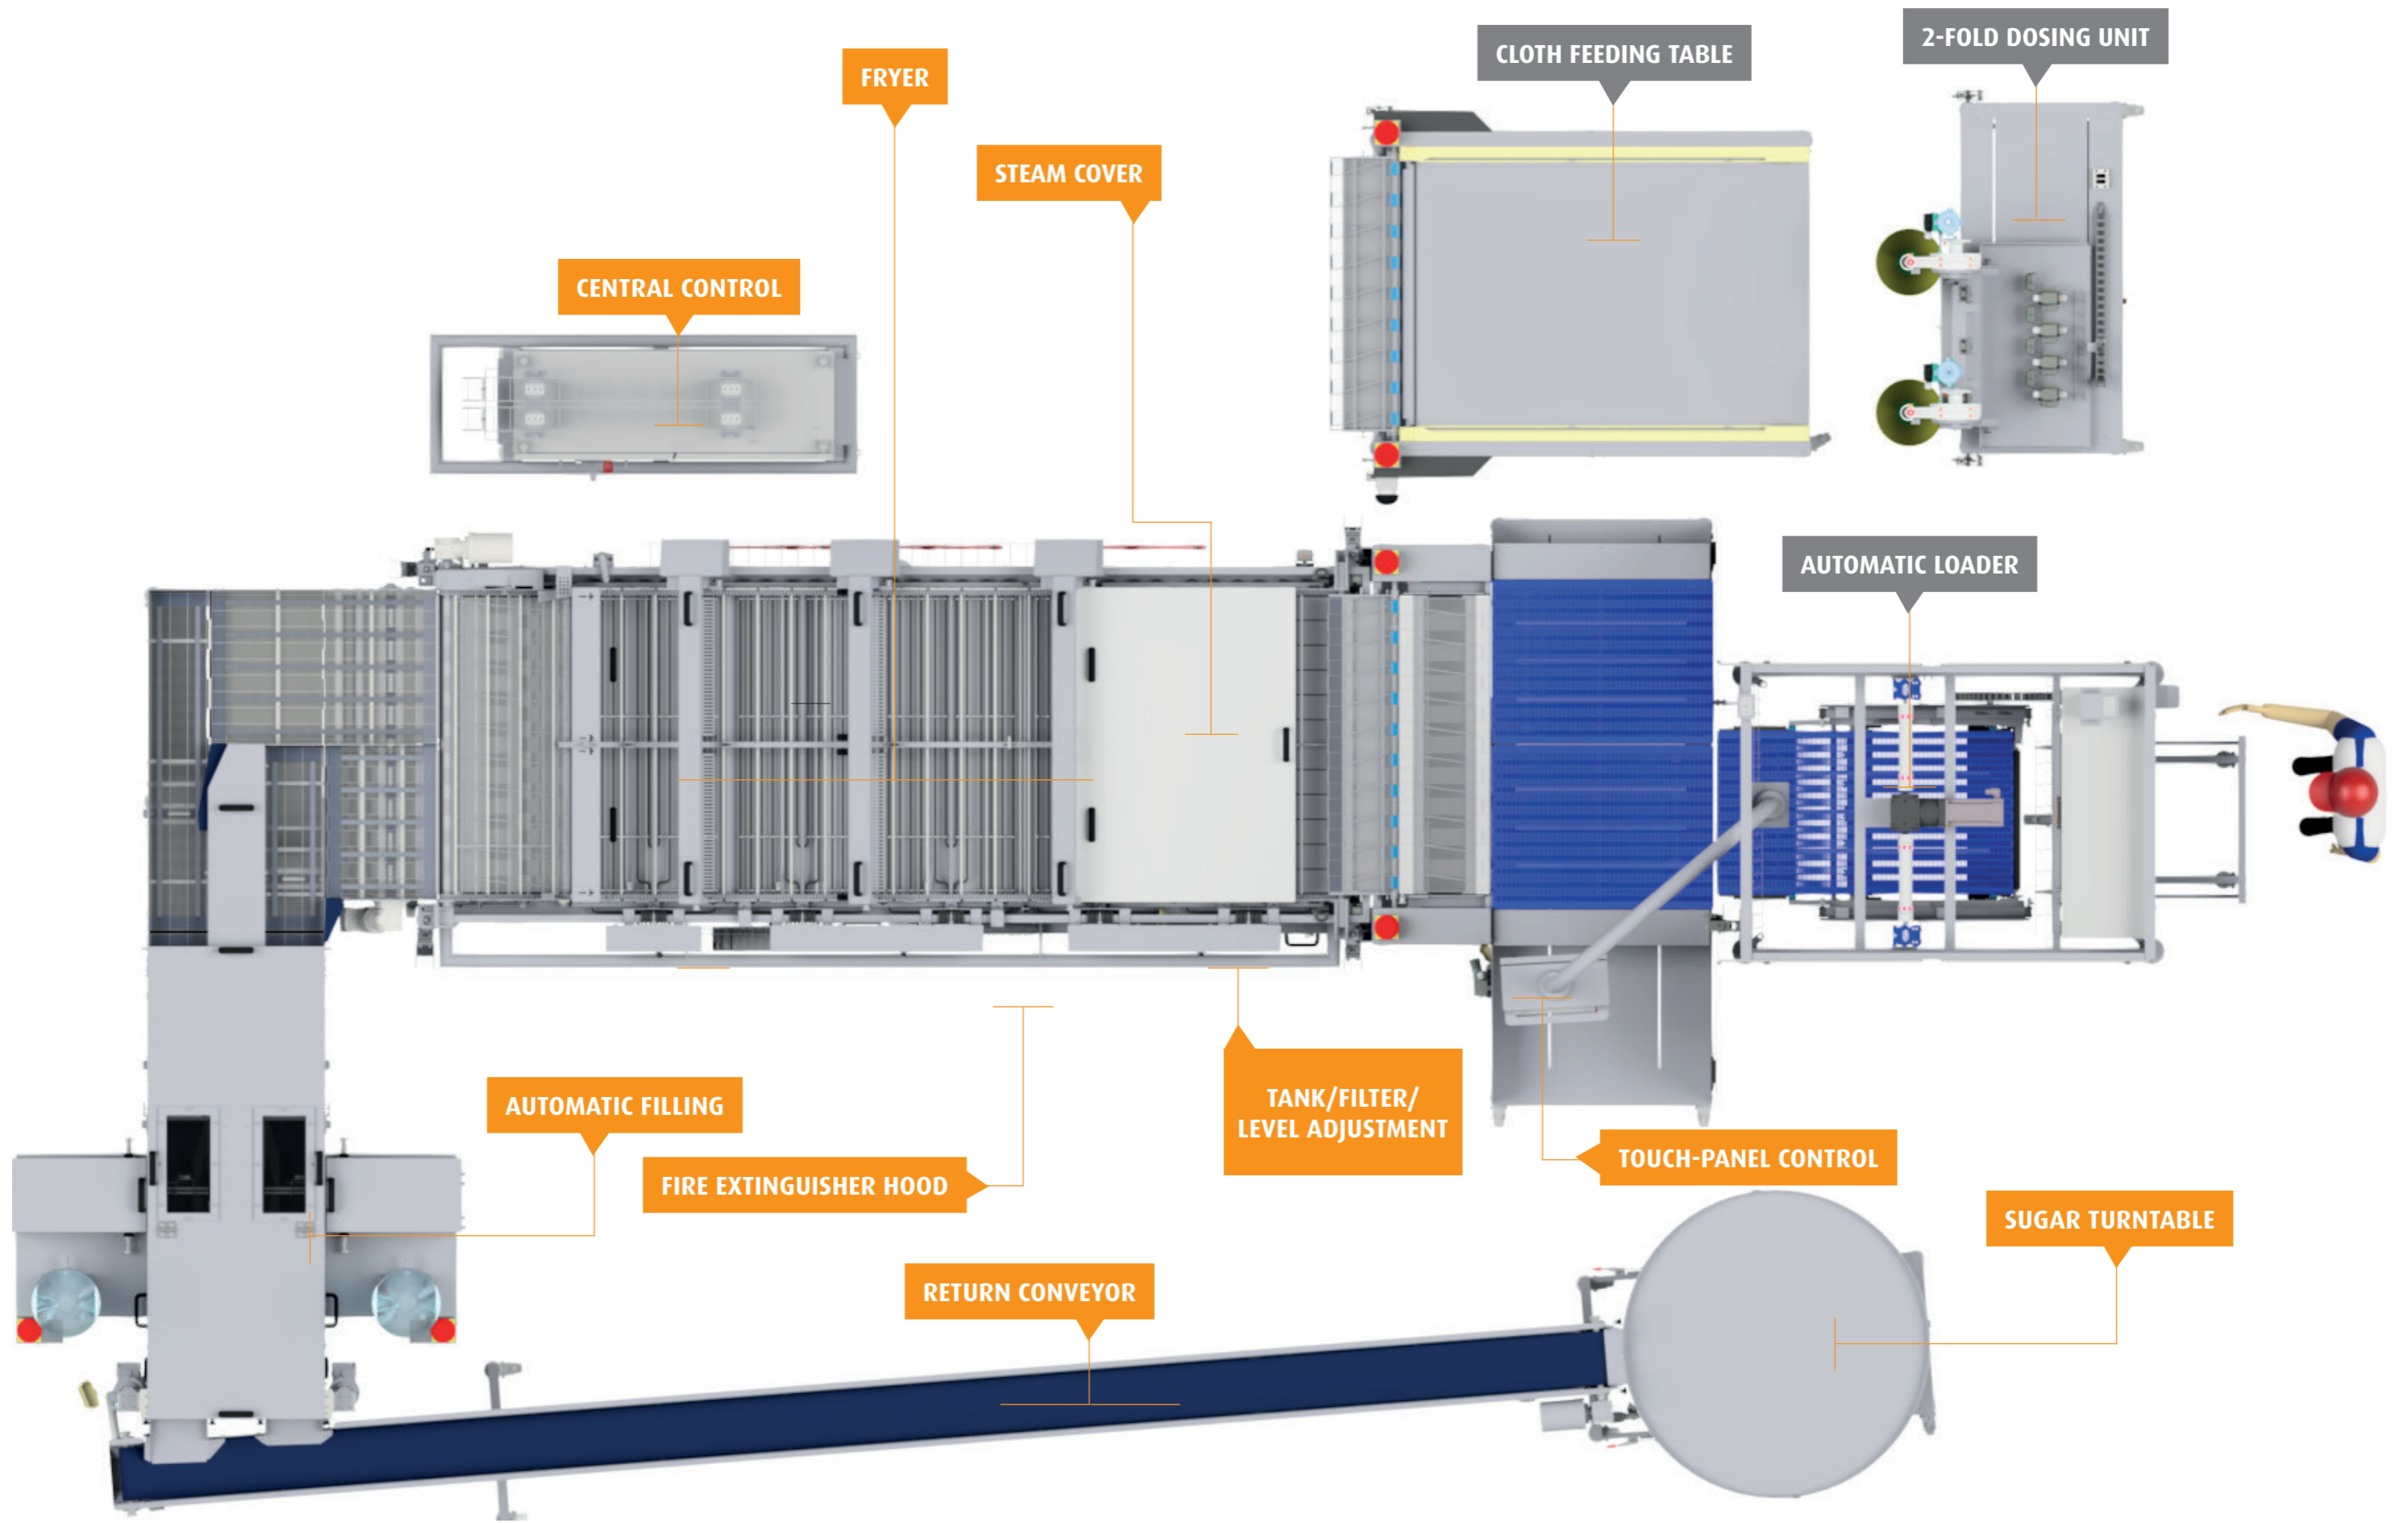 2-FOLD DOSING UNIT
CLOTH FEEDING TABLE
FRYER
STEAM COVER
CENTRAL CONTROL
AUTOMATIC LOADER
AUTOMATIC FILLING
TANK/FILTER/
LEVEL ADJUSTMENT
TOUCH-PANEL CONTROL
FIRE EXTINGUISHER HOOD
SUGAR TURNTABLE
RETURN CONVEYOR